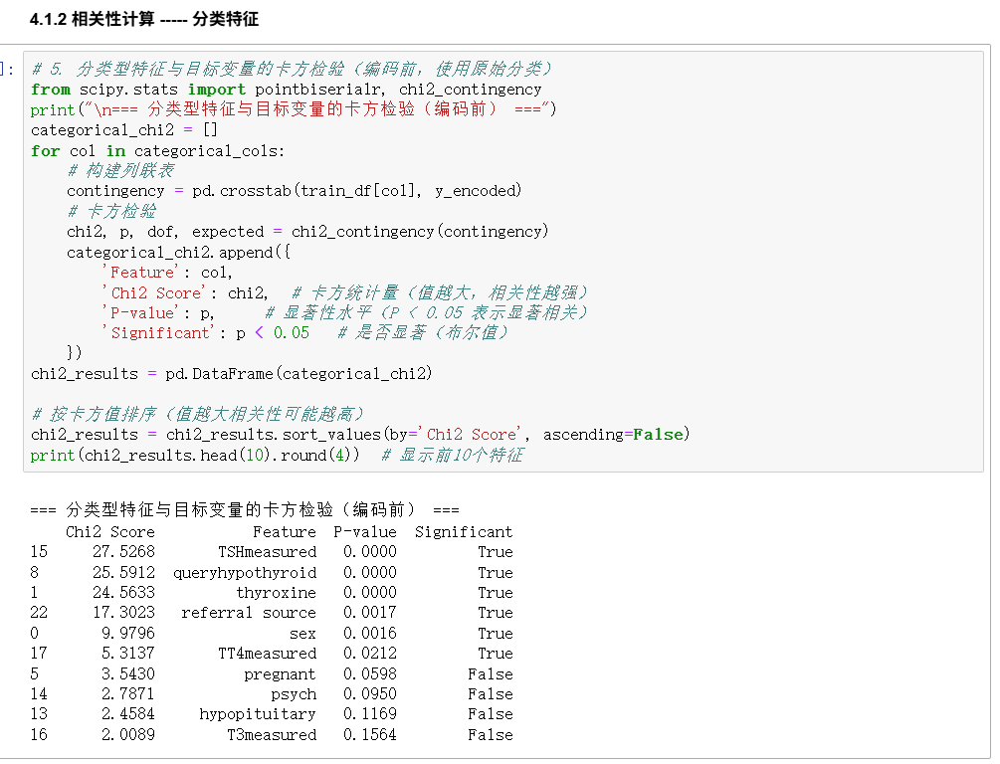 4.1.2 相关性计算 ----- 分类特征
]:
# 5. 分类型特征与目标变量的卡方检验（编码前，使用原始分类）
from scipy.stats import pointbiserialr, chi2_contingency
print("\n=== 分类型特征与目标变量的卡方检验（编码前） ===")
categorical_chi2 = []
for col in categorical_cols:
    # 构建列联表
    contingency = pd.crosstab(train_df[col], y_encoded)
    # 卡方检验
    chi2, p, dof, expected = chi2_contingency(contingency)
    categorical_chi2.append({
        'Feature': col,
        'Chi2 Score': chi2,  # 卡方统计量（值越大，相关性越强）
        'P-value': p,     # 显著性水平（P < 0.05 表示显著相关）
        'Significant': p < 0.05   # 是否显著（布尔值）
    })
chi2_results = pd.DataFrame(categorical_chi2)
# 按卡方值排序（值越大相关性可能越高）
chi2_results = chi2_results.sort_values(by='Chi2 Score', ascending=False)
print(chi2_results.head(10).round(4))  # 显示前10个特征
=== 分类型特征与目标变量的卡方检验（编码前） ===
    Chi2 Score           Feature  P-value  Significant
15     27.5268       TSHmeasured   0.0000         True
8      25.5912  queryhypothyroid   0.0000         True
1      24.5633         thyroxine   0.0000         True
22     17.3023   referral source   0.0017         True
0       9.9796               sex   0.0016         True
17      5.3137       TT4measured   0.0212         True
5       3.5430          pregnant   0.0598        False
14      2.7871             psych   0.0950        False
13      2.4584     hypopituitary   0.1169        False
16      2.0089        T3measured   0.1564        False